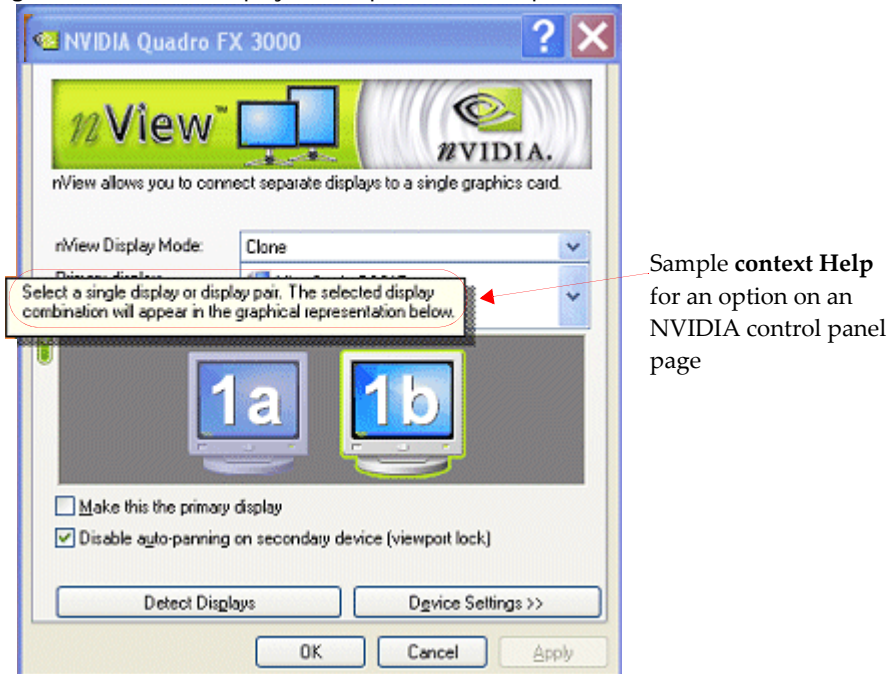 NVIDIA Quadro FX 3000
nView™
NVIDIA.
nView allows you to connect separate displays to a single graphics card.
nView Display Mode: Clone
Select a single display or display pair. The selected display
combination will appear in the graphical representation below.
Sample context Help
for an option on an
NVIDIA control panel
page
1a 1b
Make this the primary display
Disable auto-panning on secondary device (viewport lock)
Detect Displays Device Settings >>
OK Cancel Apply